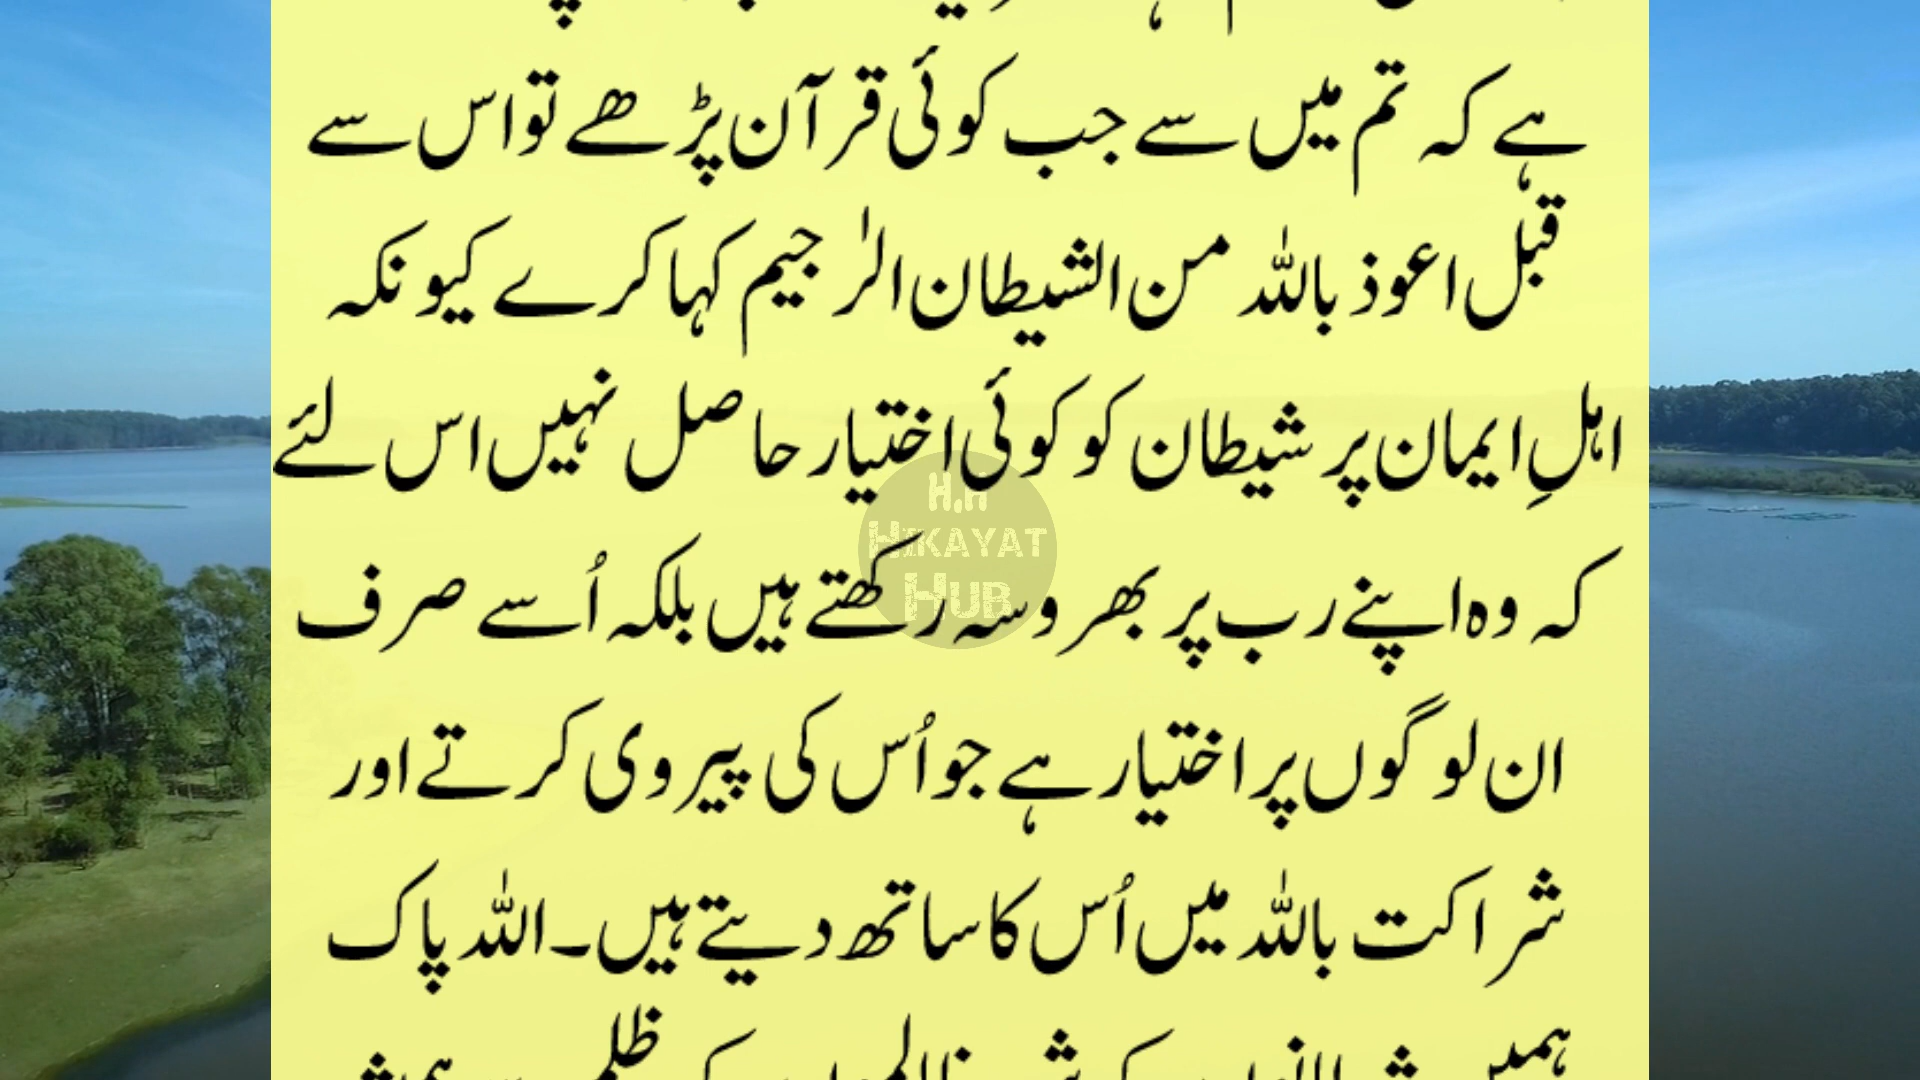 ہے کہ تم میں سے جب کوئی قرآن پڑھے تو اس سے
قبل اعوذ باللہ من الشیطان الرجیم کہا کرے کیونکہ
اہلِ ایمان پر شیطان کو کوئی اختیار حاصل نہیں اس لئے
H.H
HIKAYAT
HUB
کہ وہ اپنے رب پر بھروسہ رکھتے ہیں بلکہ اُسے صرف
ان لوگوں پر اختیار ہے جو اُس کی پیروی کرتے اور
شراکت باللہ میں اُس کا ساتھ دیتے ہیں۔ اللہ پاک
ہمیں